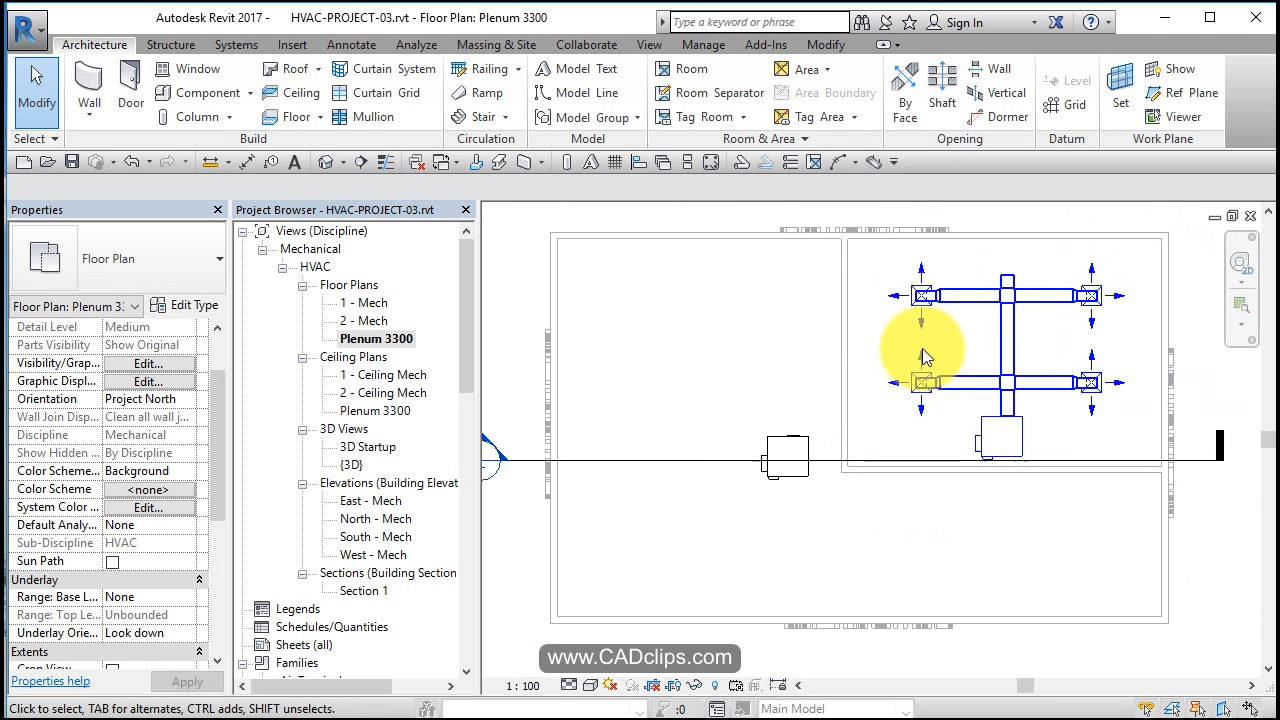 Autodesk Revit 2017 - HVAC-PROJECT-03.rvt - Floor Plan: Plenum 3300
Type a keyword or phrase
Sign In
Architecture Structure Systems Insert Annotate Analyze Massing & Site Collaborate View Manage Add-Ins Modify
Modify
Wall
Door
Window
Component
Column
Roof
Ceiling
Floor
Curtain System
Curtain Grid
Mullion
Railing
Ramp
Stair
Model Text
Model Line
Model Group
Room
Room Separator
Tag Room
Area
Area Boundary
Tag Area
By Face
Shaft
Wall
Vertical
Dormer
Level
Grid
Set
Show
Ref Plane
Viewer
Select Build Circulation Model Room & Area Opening Datum Work Plane
Properties
Floor Plan
Floor Plan: Plenum 33
Edit Type
Detail Level Medium
Parts Visibility Show Original
Visibility/Grap... Edit...
Graphic Displ... Edit...
Orientation Project North
Wall Join Disp... Clean all wall j...
Discipline Mechanical
Show Hidden ... By Discipline
Color Scheme... Background
Color Scheme <none>
System Color ... Edit...
Default Analy... None
Sub-Discipline HVAC
Sun Path
Underlay
Range: Base L... None
Range: Top Le... Unbounded
Underlay Orie... Look down
Extents
Crop View
Properties help
Apply
Project Browser - HVAC-PROJECT-03.rvt
Views (Discipline)
Mechanical
HVAC
Floor Plans
1 - Mech
2 - Mech
Plenum 3300
Ceiling Plans
1 - Ceiling Mech
2 - Ceiling Mech
Plenum 3300
3D Views
3D Startup
{3D}
Elevations (Building Elevat
East - Mech
North - Mech
South - Mech
West - Mech
Sections (Building Section
Section 1
Legends
Schedules/Quantities
Sheets (all)
Families
www.CADclips.com
1 : 100
Click to select, TAB for alternates, CTRL adds, SHIFT unselects.
:0
Main Model